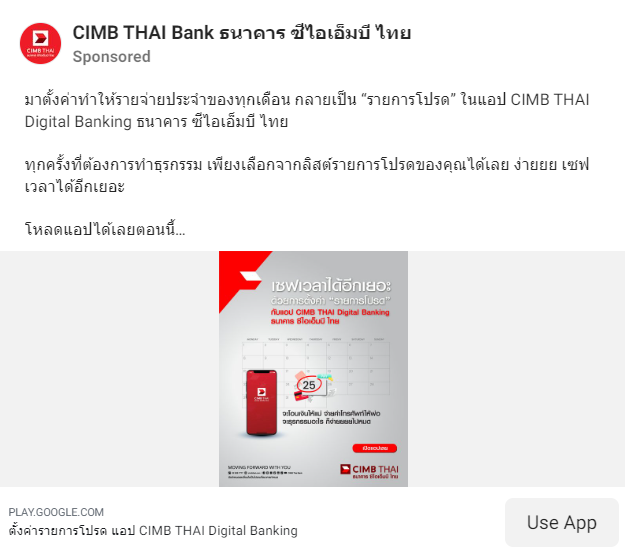 CIMB THAI Bank ธนาคาร ซีไอเอ็มบี ไทย
CIMB THAI
Sponsored
มาตั้งค่าทำให้รายจ่ายประจำของทุกเดือน กลายเป็น “รายการโปรด” ในแอป CIMB THAI
Digital Banking ธนาคาร ซีไอเอ็มบี ไทย
ทุกครั้งที่ต้องการทำธุรกรรม เพียงเลือกจากลิสต์รายการโปรดของคุณได้เลย ง่ายยย เซฟ
เวลาได้อีกเยอะ
โหลดแอปได้เลยตอนนี้...
เซฟเวลาได้อีกเยอะ
ด้วยการตั้งค่า “รายการโปรด”
กับแอป CIMB THAI Digital Banking
ธนาคาร ซีไอเอ็มบี ไทย
25
CIMB THAI
จะโอนเงินให้แม่ จ่ายค่าโทรศัพท์ให้พ่อ
จะธุรกรรมอะไร ก็ง่ายยยยไปหมด
เปิดแอปเลย
MOVING FORWARD WITH YOU
CIMB THAI
ธนาคาร ซีไอเอ็มบี ไทย
PLAY.GOOGLE.COM
ตั้งค่ารายการโปรด แอป CIMB THAI Digital Banking
Use App